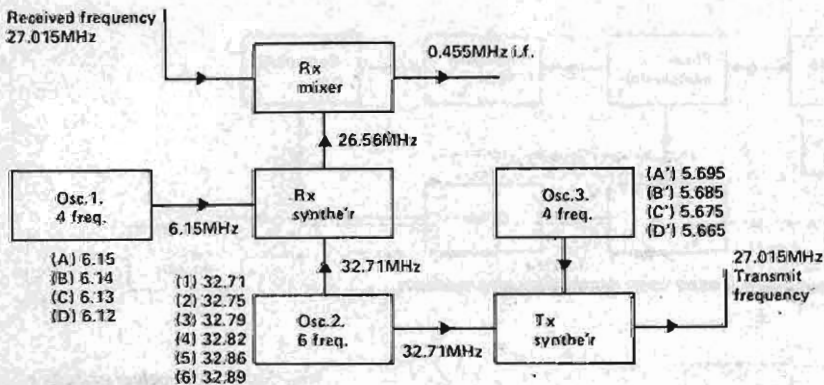 Received frequency
27.015MHz
Rx
mixer
0.455MHz i.f.
26.56MHz
Osc.1.
4 freq.
6.15MHz
Rx
synthe'r
Osc.3.
4 freq.
(A') 5.695
(B') 5.685
(C') 5.675
(D') 5.665
(A) 6.15
(B) 6.14
(C) 6.13
(D) 6.12
32.71MHz
(1) 32.71
(2) 32.75
(3) 32.79
(4) 32.82
(5) 32.86
(6) 32.89
Osc.2.
6 freq.
32.71MHz
Tx
synthe'r
27.015MHz
Transmit
frequency